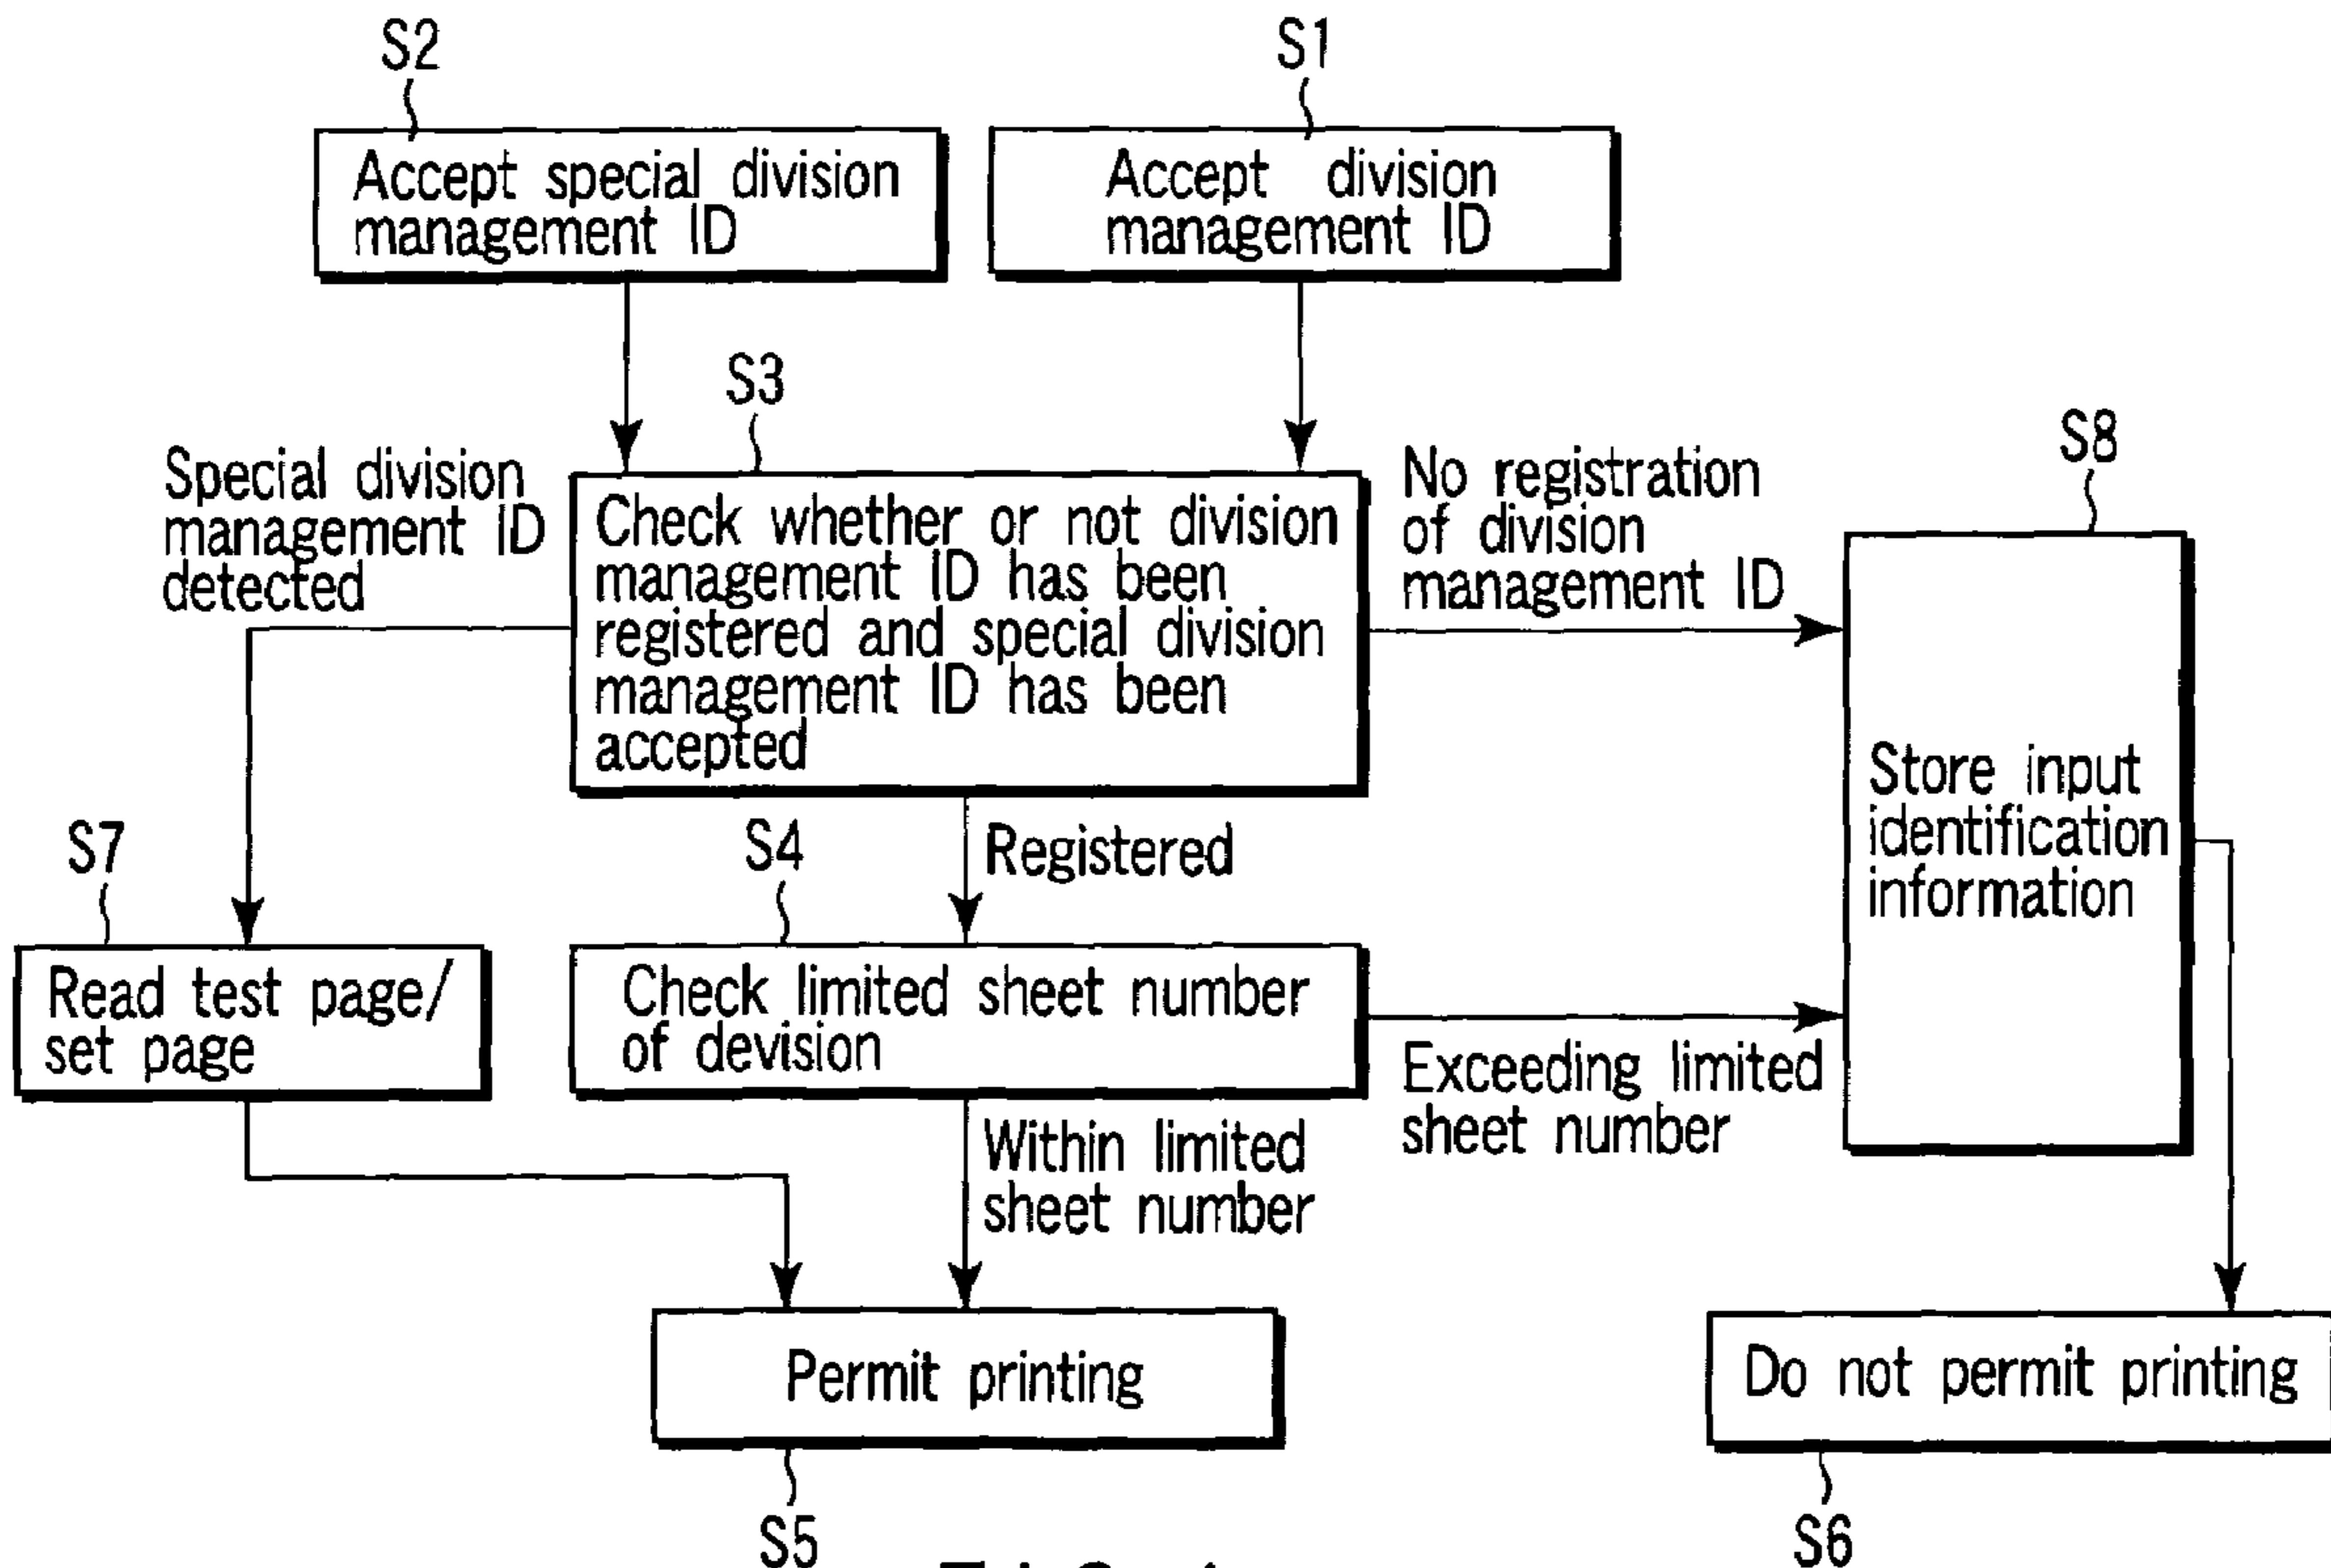 S2
S1
Accept special division
management ID
Accept division
management ID
S3
S8
Special division
management ID
detected
Check whether or not division
management ID has been
registered and special division
management ID has been
accepted
No registration
of division
management ID
Store input
identification
information
S7
S4
Registered
Read test page/
set page
Check limited sheet number
of devision
Exceeding limited
sheet number
Within limited
sheet number
Permit printing
Do not permit printing
S5
S6